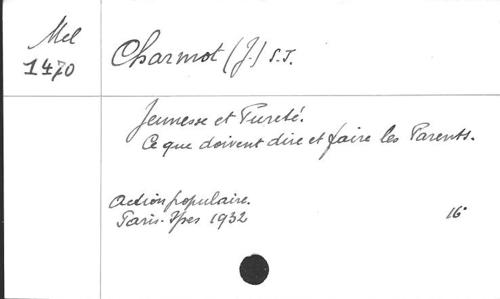 Mel
1470
Charmot (J.) S.J.
Jeunesse et Pureté.
Ce que doivent dire et faire les Parents.
Action populaire.
Paris. Spes 1932
16°